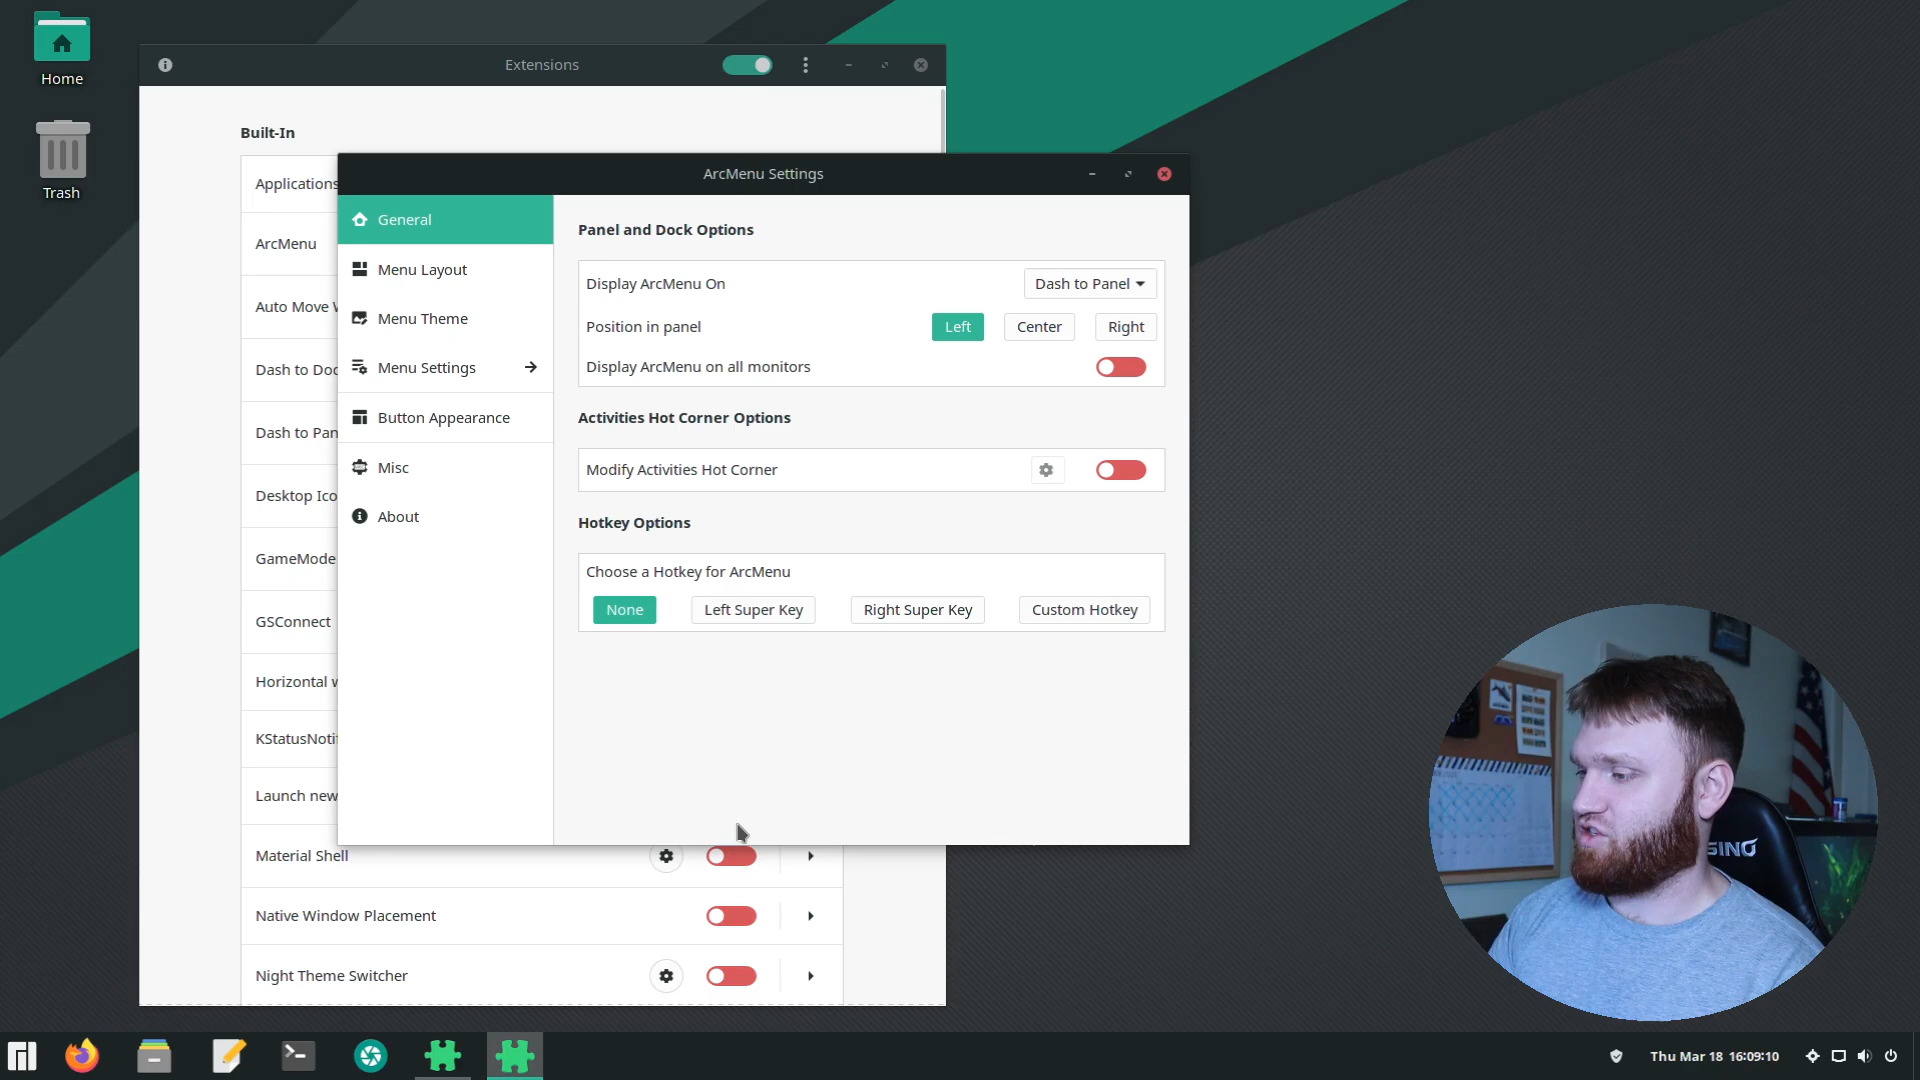 Home
Trash
Extensions
Built-In
Applications
ArcMenu
Auto Move W
Dash to Doc
Dash to Pan
Desktop Ico
GameMode
GSConnect
Horizontal w
KStatusNotif
Launch new
Material Shell
Native Window Placement
Night Theme Switcher
ArcMenu Settings
General
Menu Layout
Menu Theme
Menu Settings
Button Appearance
Misc
About
Panel and Dock Options
Display ArcMenu On Dash to Panel
Position in panel Left Center Right
Display ArcMenu on all monitors
Activities Hot Corner Options
Modify Activities Hot Corner
Hotkey Options
Choose a Hotkey for ArcMenu
None Left Super Key Right Super Key Custom Hotkey
SINO
Thu Mar 18 16:09:10